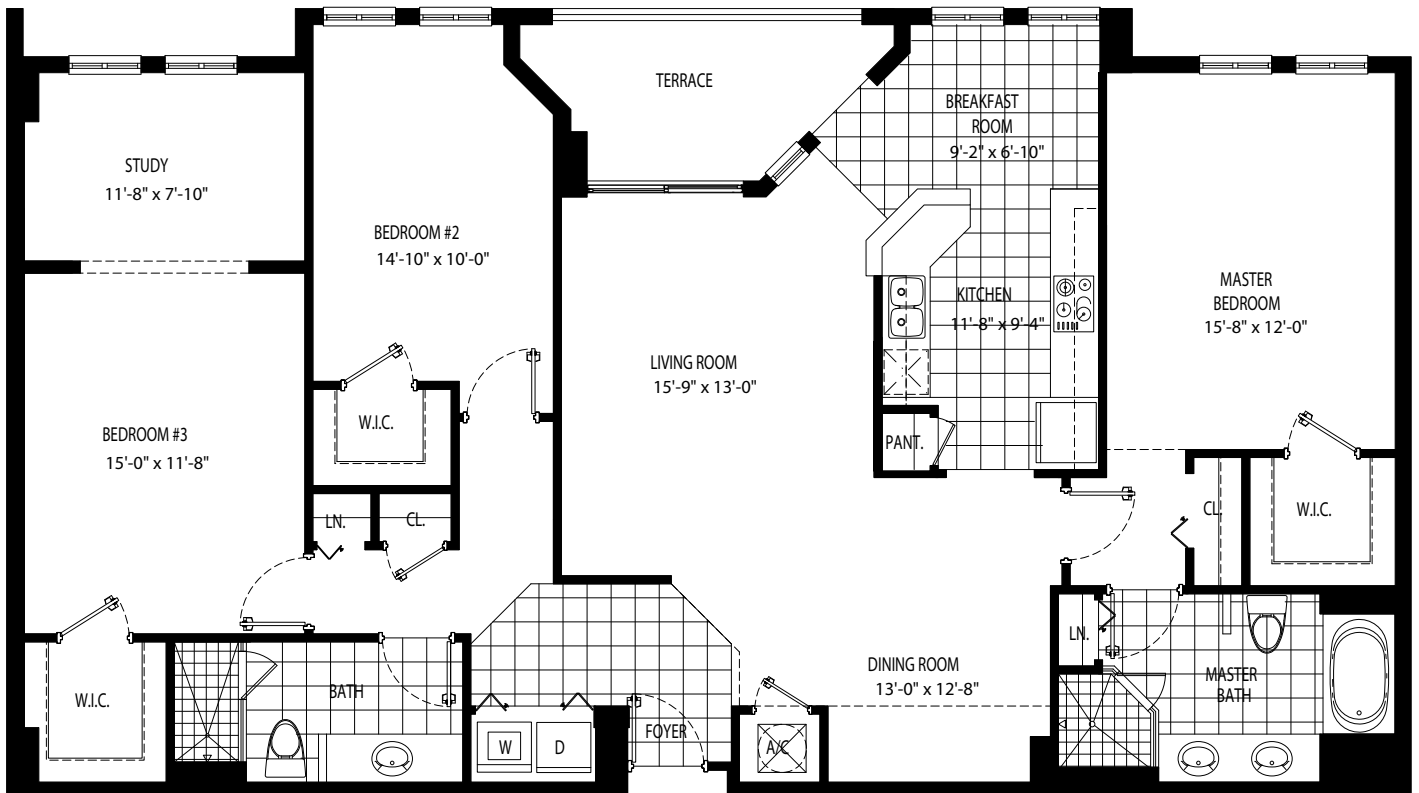 TERRACE
BREAKFAST
ROOM
9'-2" x 6'-10"
STUDY
11'-8" x 7'-10"
BEDROOM #2
14'-10" x 10'-0"
MASTER
BEDROOM
15'-8" x 12'-0"
KITCHEN
11'-8" x 9'-4"
LIVING ROOM
15'-9" x 13'-0"
W.I.C.
BEDROOM #3
15'-0" x 11'-8"
PANT.
LN.
CL.
CL.
W.I.C.
LN.
DINING ROOM
13'-0" x 12'-8"
MASTER
BATH
BATH
W.I.C.
FOYER
W
D
A/C